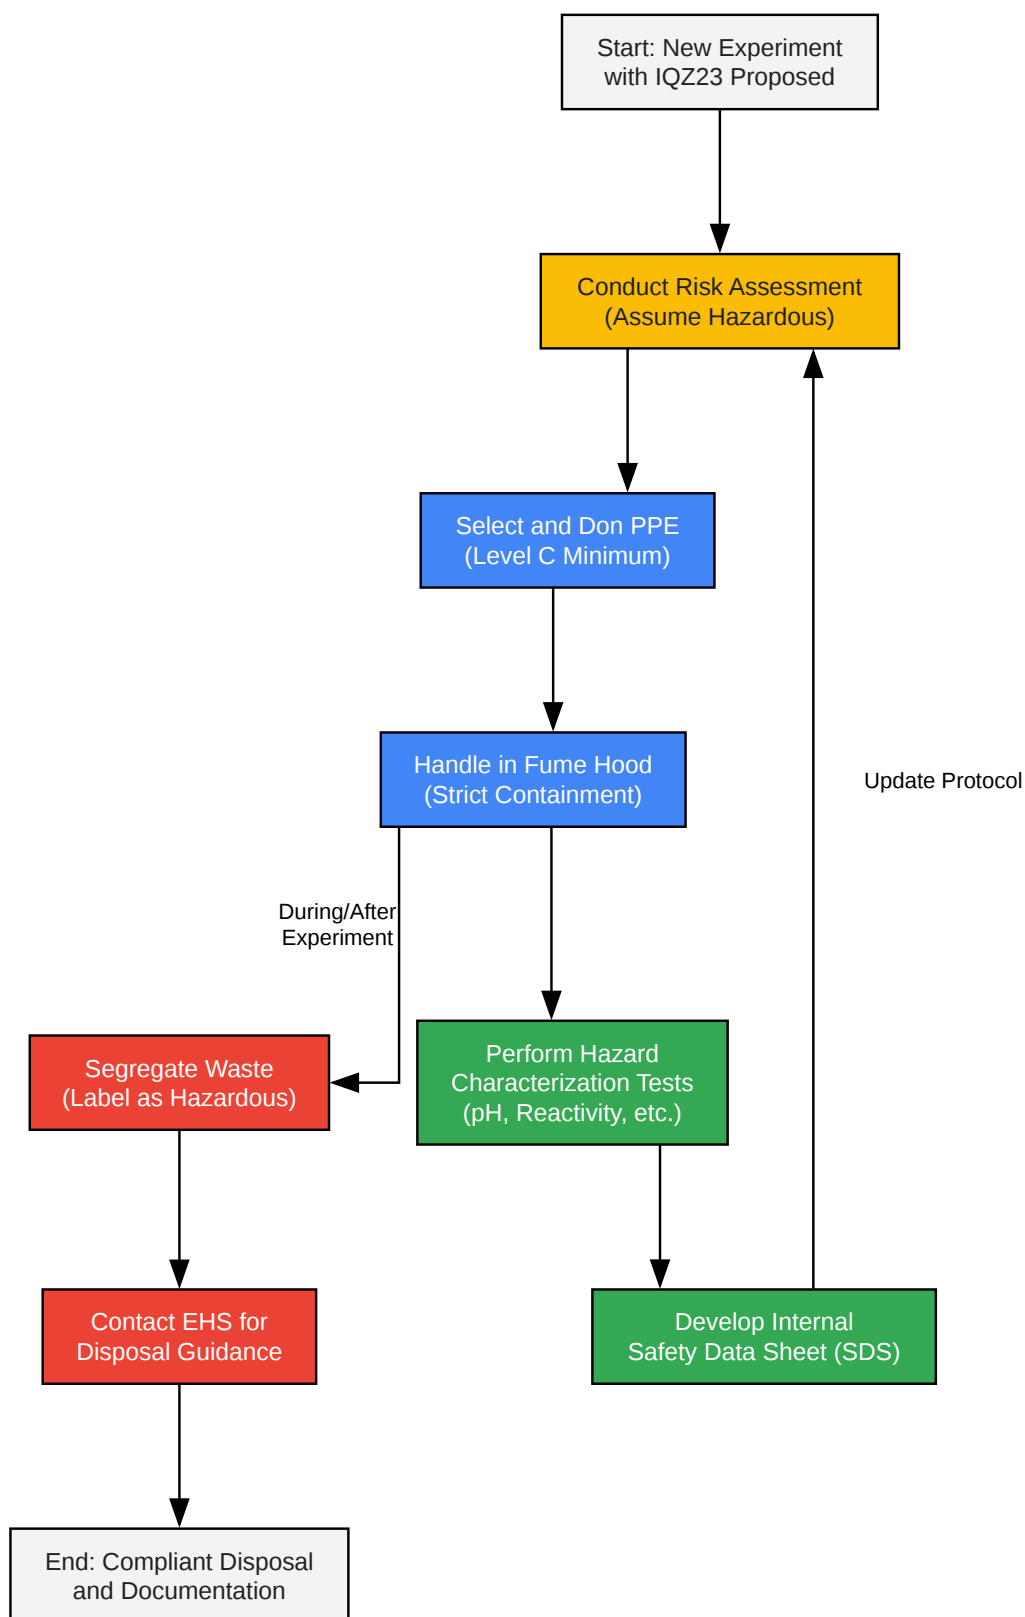 Start: New Experiment
with IQZ23 Proposed
Conduct Risk Assessment
(Assume Hazardous)
Select and Don PPE
(Level C Minimum)
Handle in Fume Hood
(Strict Containment)
Update Protocol
During/After
Experiment
Segregate Waste
(Label as Hazardous)
Perform Hazard
Characterization Tests
(pH, Reactivity, etc.)
Contact EHS for
Disposal Guidance
Develop Internal
Safety Data Sheet (SDS)
End: Compliant Disposal
and Documentation